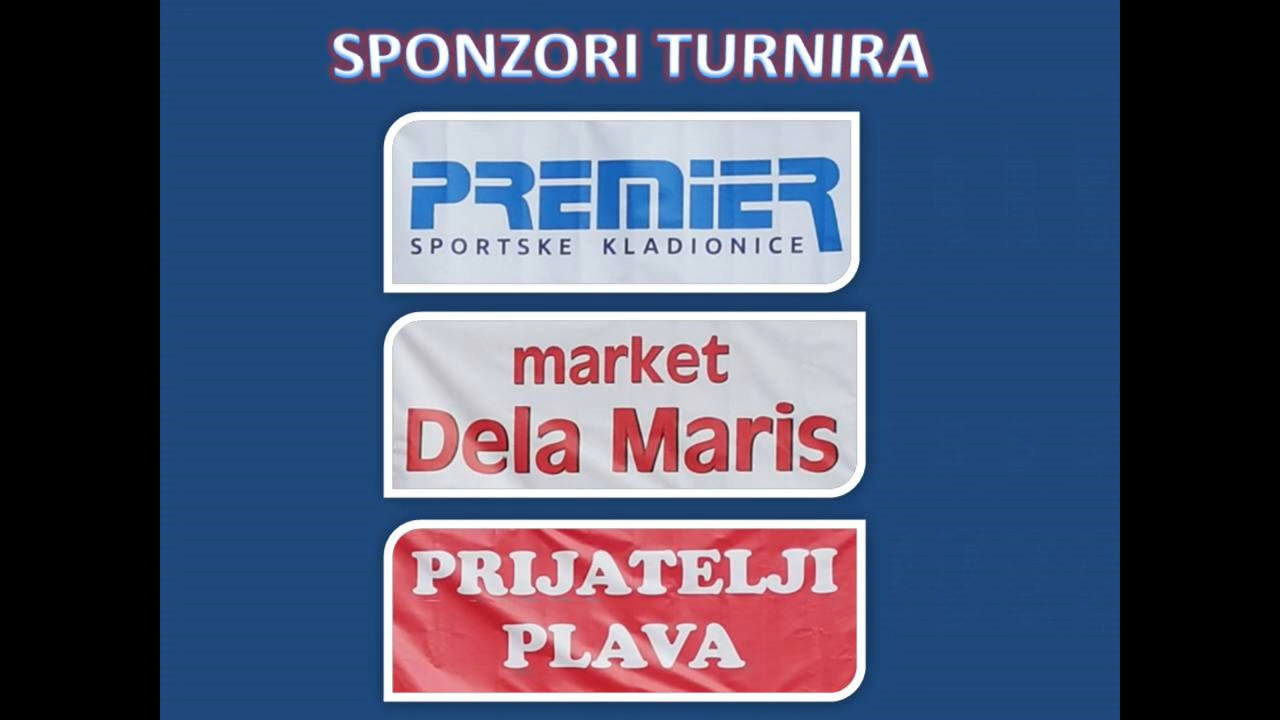 SPONZORI TURNIRA
PREMIER
SPORTSKE KLADIONICE
market
Dela Maris
PRIJATELJI
PLAVA